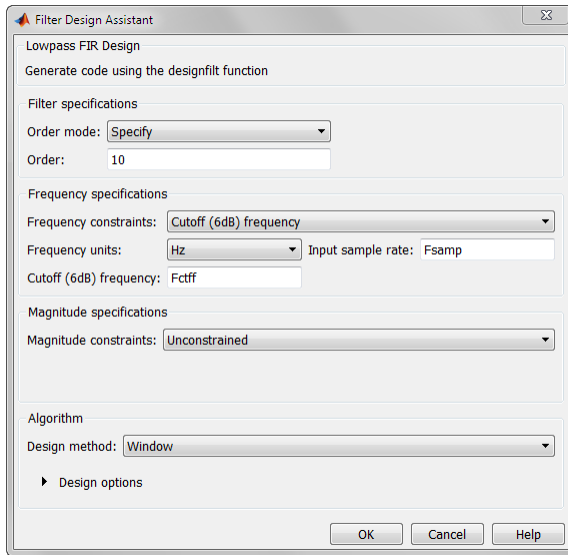 Filter Design Assistant
Lowpass FIR Design
Generate code using the designfilt function
Filter specifications
Order mode: Specify
Order: 10
Frequency specifications
Frequency constraints: Cutoff (6dB) frequency
Frequency units: Hz Input sample rate: Fsamp
Cutoff (6dB) frequency: Fctff
Magnitude specifications
Magnitude constraints: Unconstrained
Algorithm
Design method: Window
Design options
OK Cancel Help